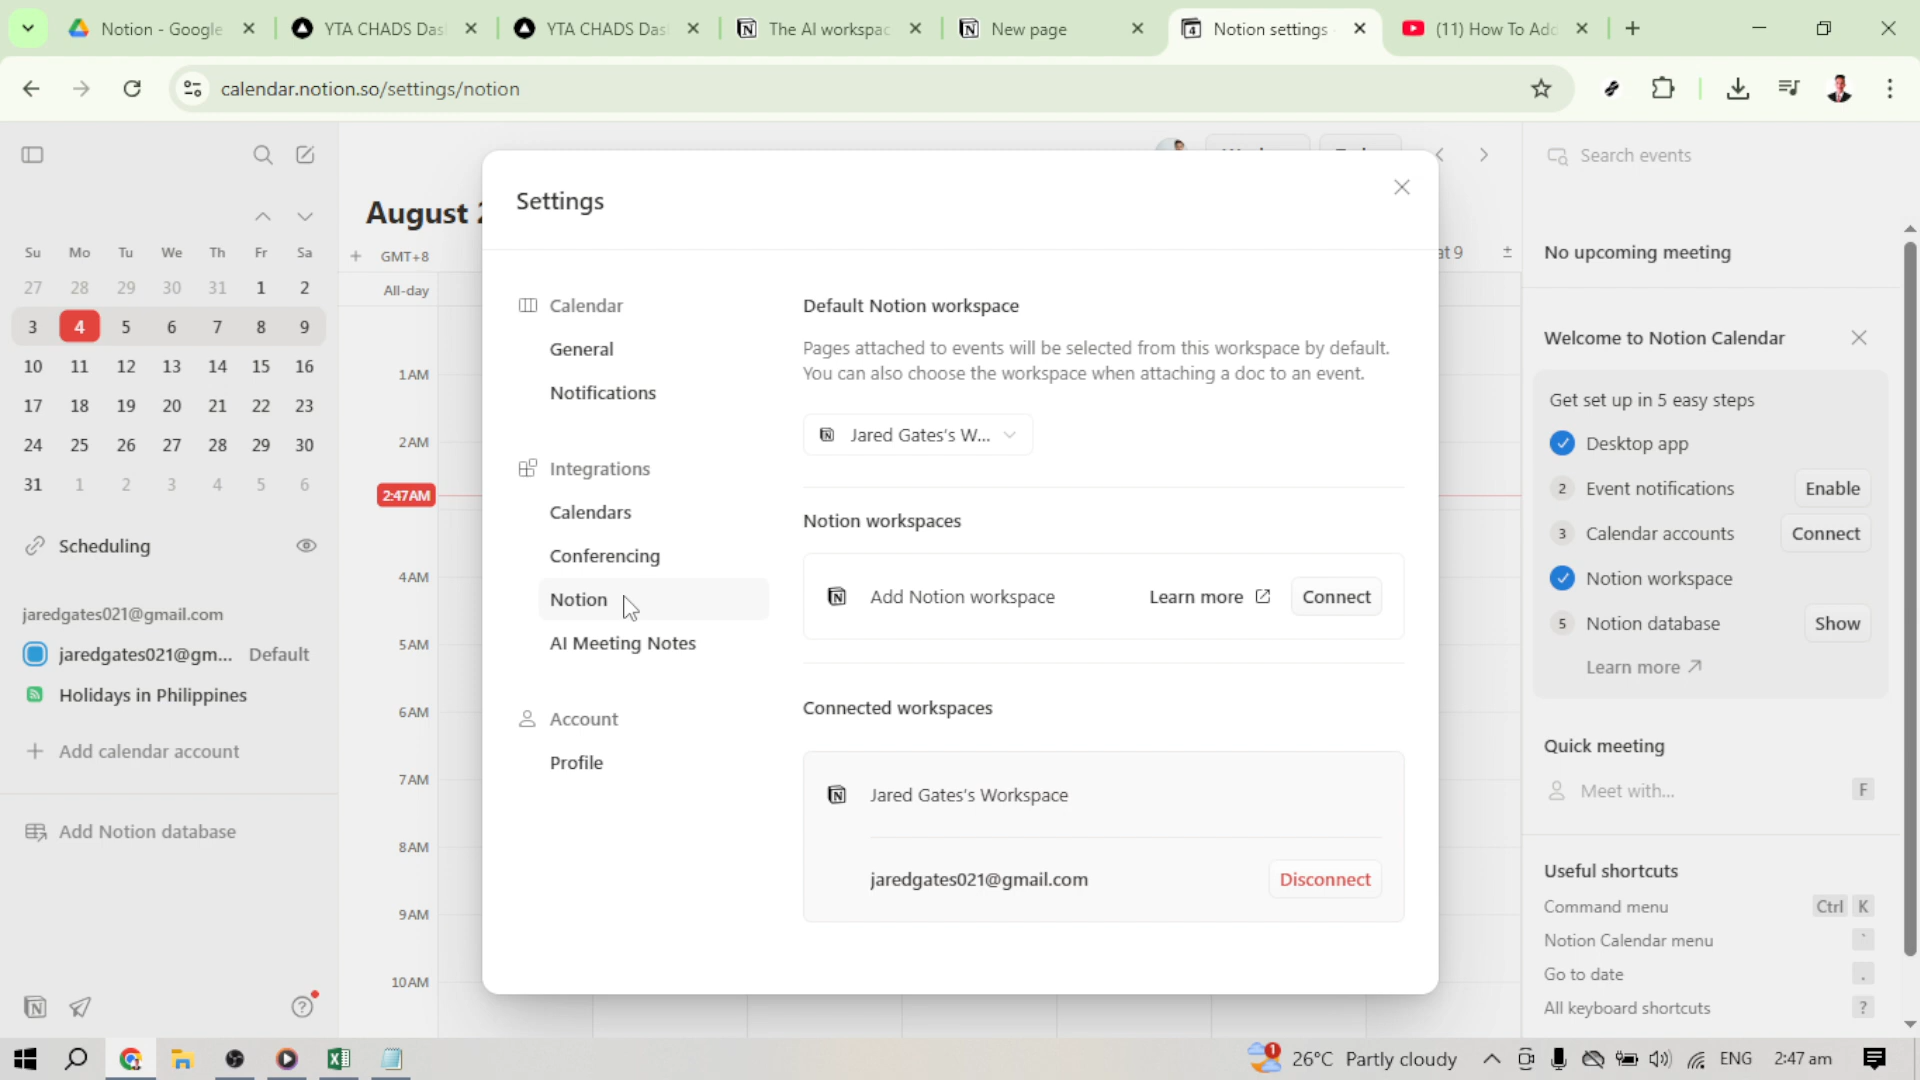 Notion - Google
YTA CHADS Das
YTA CHADS Das
The AI workspac
New page
Notion settings
(11) How To Add
calendar.notion.so/settings/notion
August
Su Mo Tu We Th Fr Sa
27 28 29 30 31 1 2
3 4 5 6 7 8 9
10 11 12 13 14 15 16
17 18 19 20 21 22 23
24 25 26 27 28 29 30
31 1 2 3 4 5 6
Scheduling
jaredgates021@gmail.com
jaredgates021@gm... Default
Holidays in Philippines
Add calendar account
Add Notion database
GMT+8
All-day
1AM
2AM
2:47AM
4AM
5AM
6AM
7AM
8AM
9AM
10AM
Settings
Calendar
General
Notifications
Integrations
Calendars
Conferencing
Notion
AI Meeting Notes
Account
Profile
Default Notion workspace
Pages attached to events will be selected from this workspace by default.
You can also choose the workspace when attaching a doc to an event.
Jared Gates's W...
Notion workspaces
Add Notion workspace Learn more Connect
Connected workspaces
Jared Gates's Workspace
jaredgates021@gmail.com Disconnect
at 9
Search events
No upcoming meeting
Welcome to Notion Calendar
Get set up in 5 easy steps
Desktop app
2 Event notifications Enable
3 Calendar accounts Connect
Notion workspace
5 Notion database Show
Learn more
Quick meeting
Meet with... F
Useful shortcuts
Command menu Ctrl K
Notion Calendar menu `
Go to date .
All keyboard shortcuts ?
1 26°C Partly cloudy ENG 2:47 am